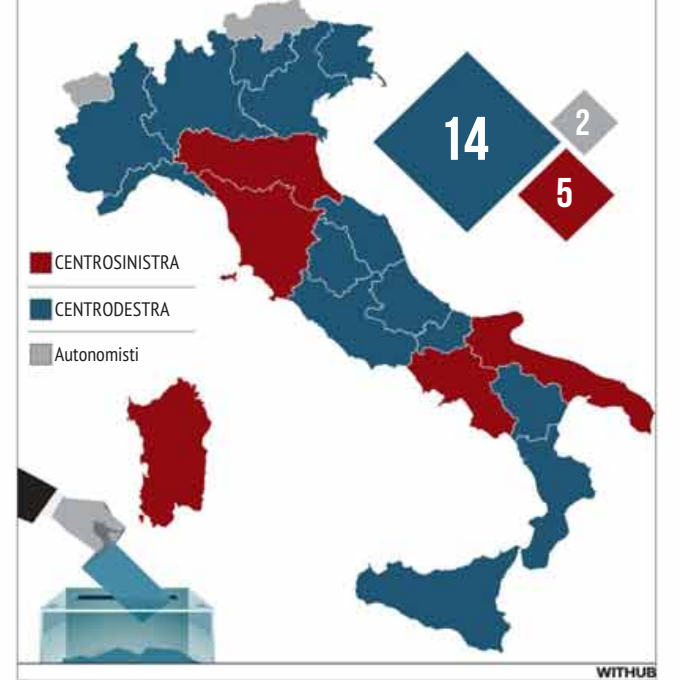 14
2
5
CENTROSINISTRA
CENTRODESTRA
Autonomisti
WITHUB